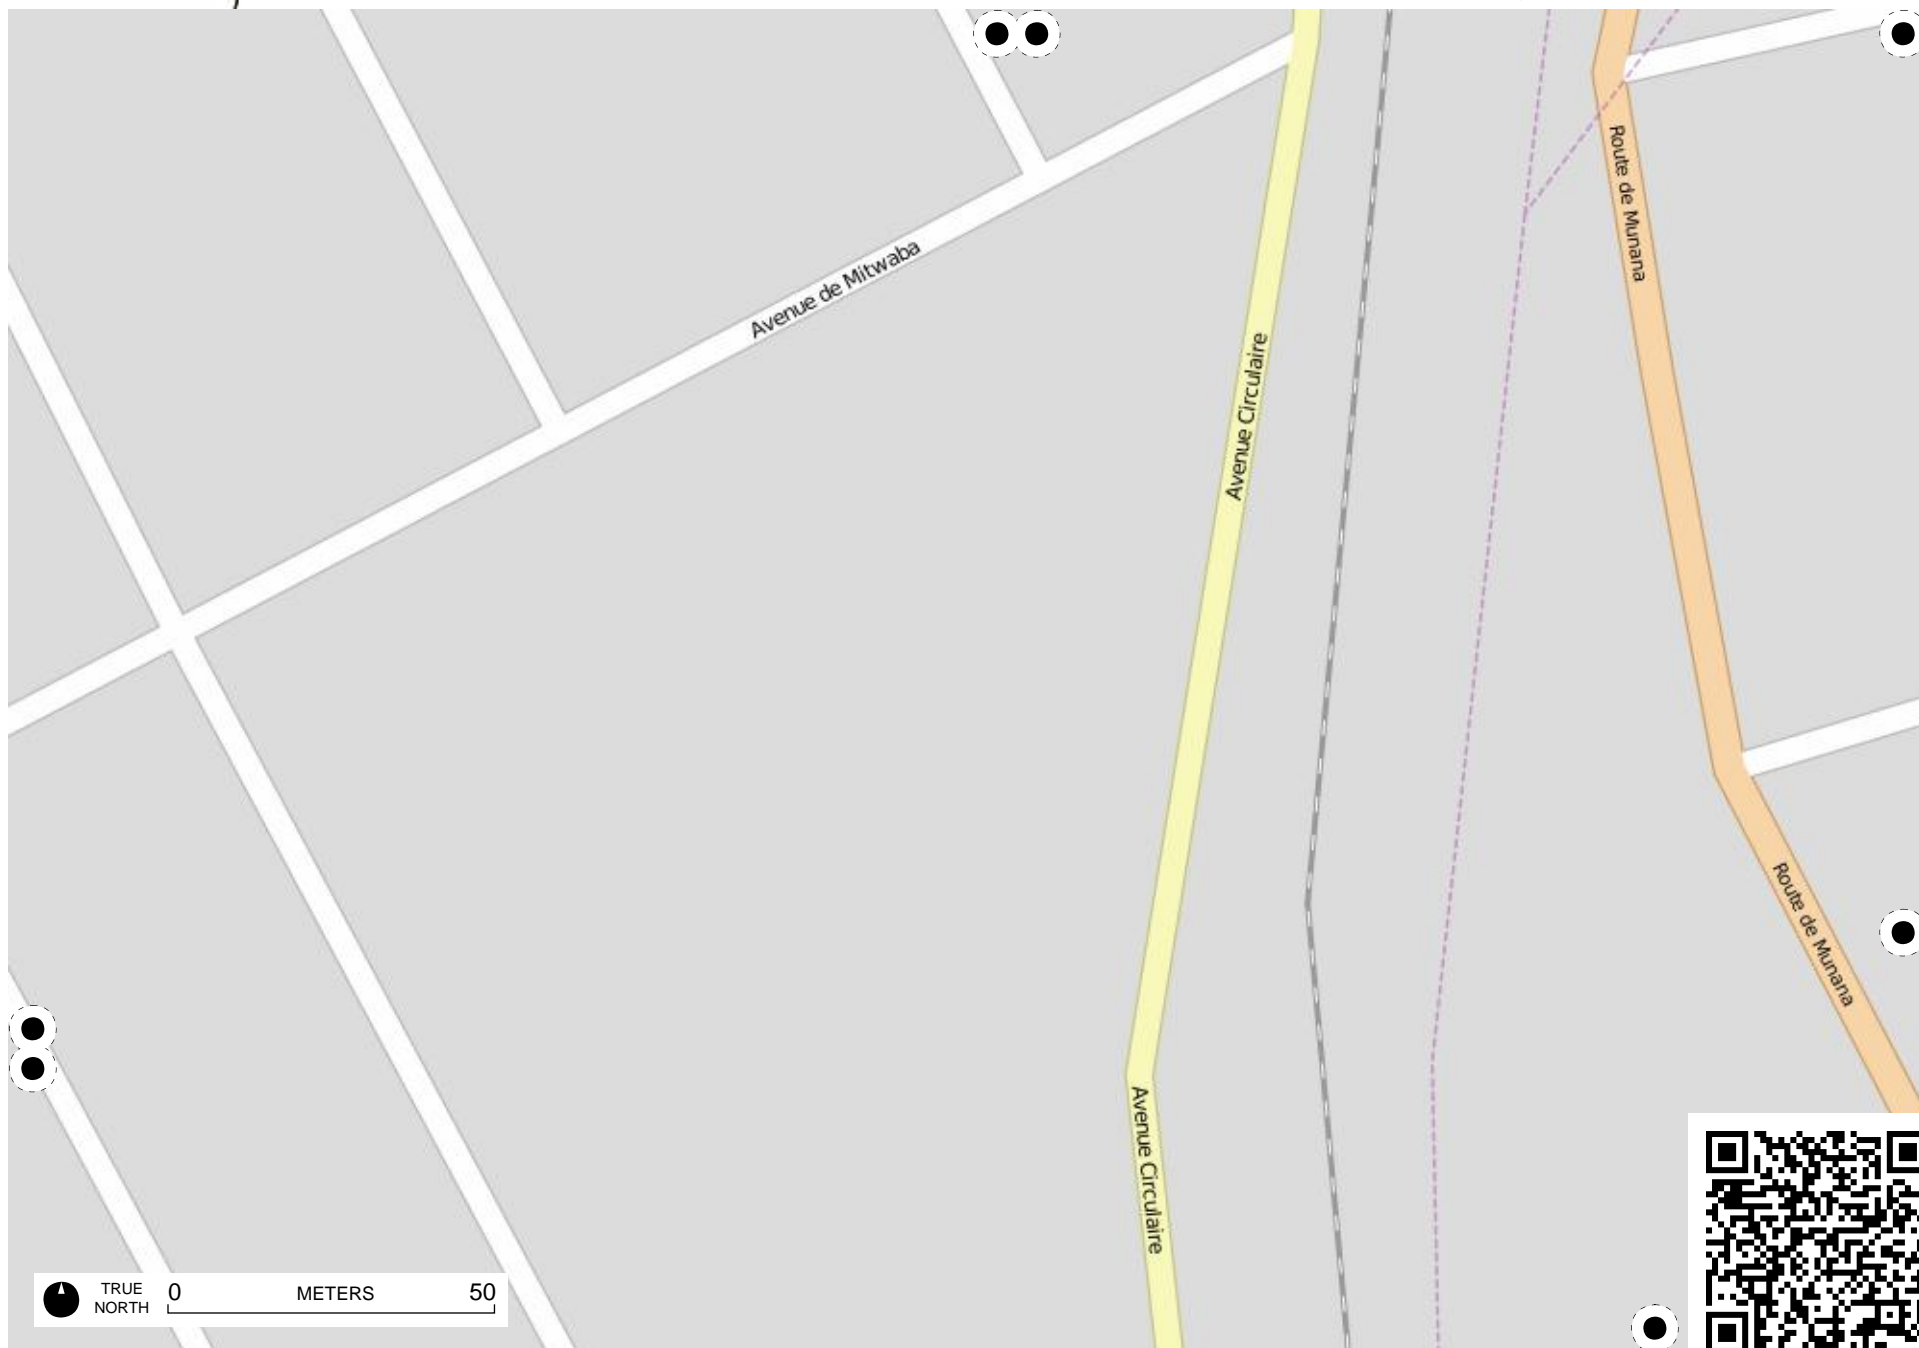 Route de Munana
Avenue de Mitwaba
Avenue Circulaire
Route de Munana
Avenue Circulaire
TRUE
NORTH
0 METERS 50